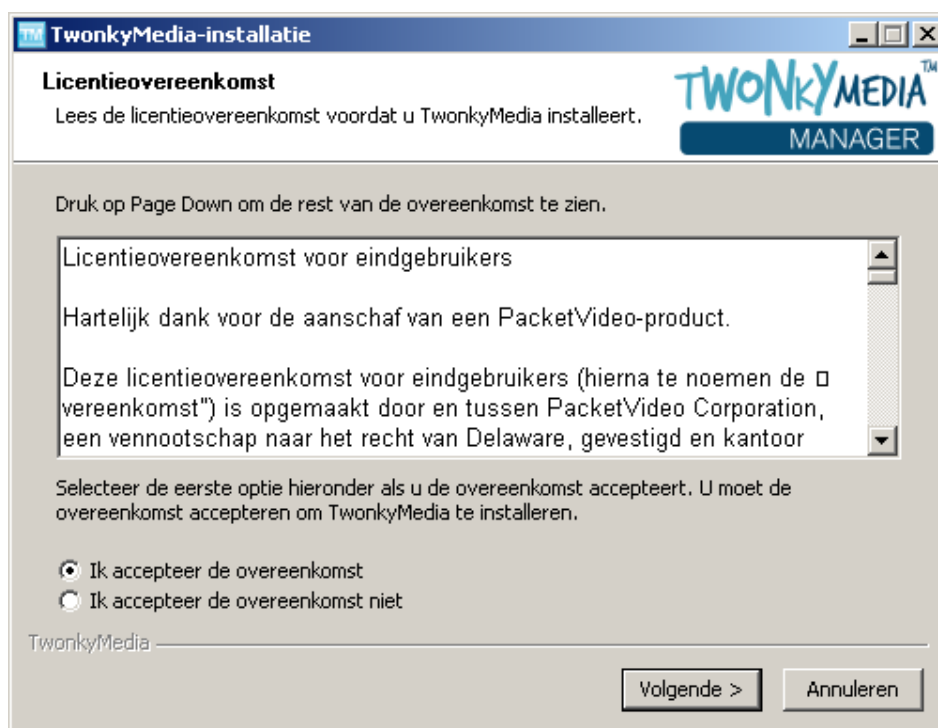 TM TwonkyMedia-installatie
Licentieovereenkomst
Lees de licentieovereenkomst voordat u TwonkyMedia installeert.
TWONKYMEDIA™
MANAGER
Druk op Page Down om de rest van de overeenkomst te zien.
Licentieovereenkomst voor eindgebruikers
Hartelijk dank voor de aanschaf van een PacketVideo-product.
Deze licentieovereenkomst voor eindgebruikers (hierna te noemen de □
vereenkomst") is opgemaakt door en tussen PacketVideo Corporation,
een vennootschap naar het recht van Delaware, gevestigd en kantoor
Selecteer de eerste optie hieronder als u de overeenkomst accepteert. U moet de
overeenkomst accepteren om TwonkyMedia te installeren.
Ik accepteer de overeenkomst
Ik accepteer de overeenkomst niet
TwonkyMedia
Volgende >
Annuleren